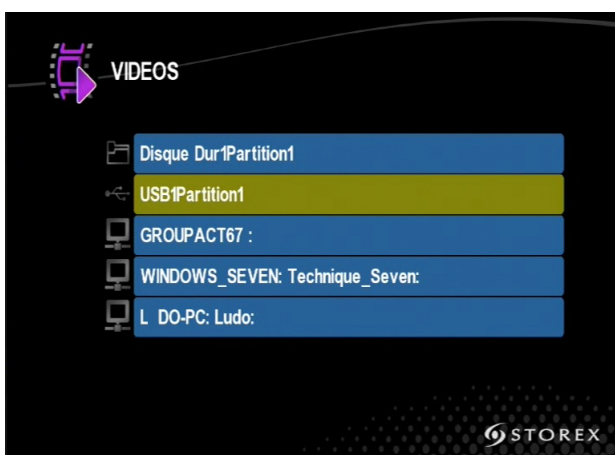 VIDEOS
Disque Dur1Partition1
USB1Partition1
GROUPACT67 :
WINDOWS_SEVEN: Technique_Seven:
L DO-PC: Ludo:
STOREX